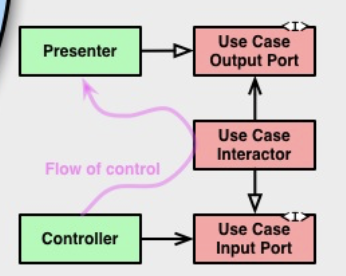 <I>
Presenter
Use Case
Output Port
Use Case
Interactor
Flow of control
<I>
Controller
Use Case
Input Port